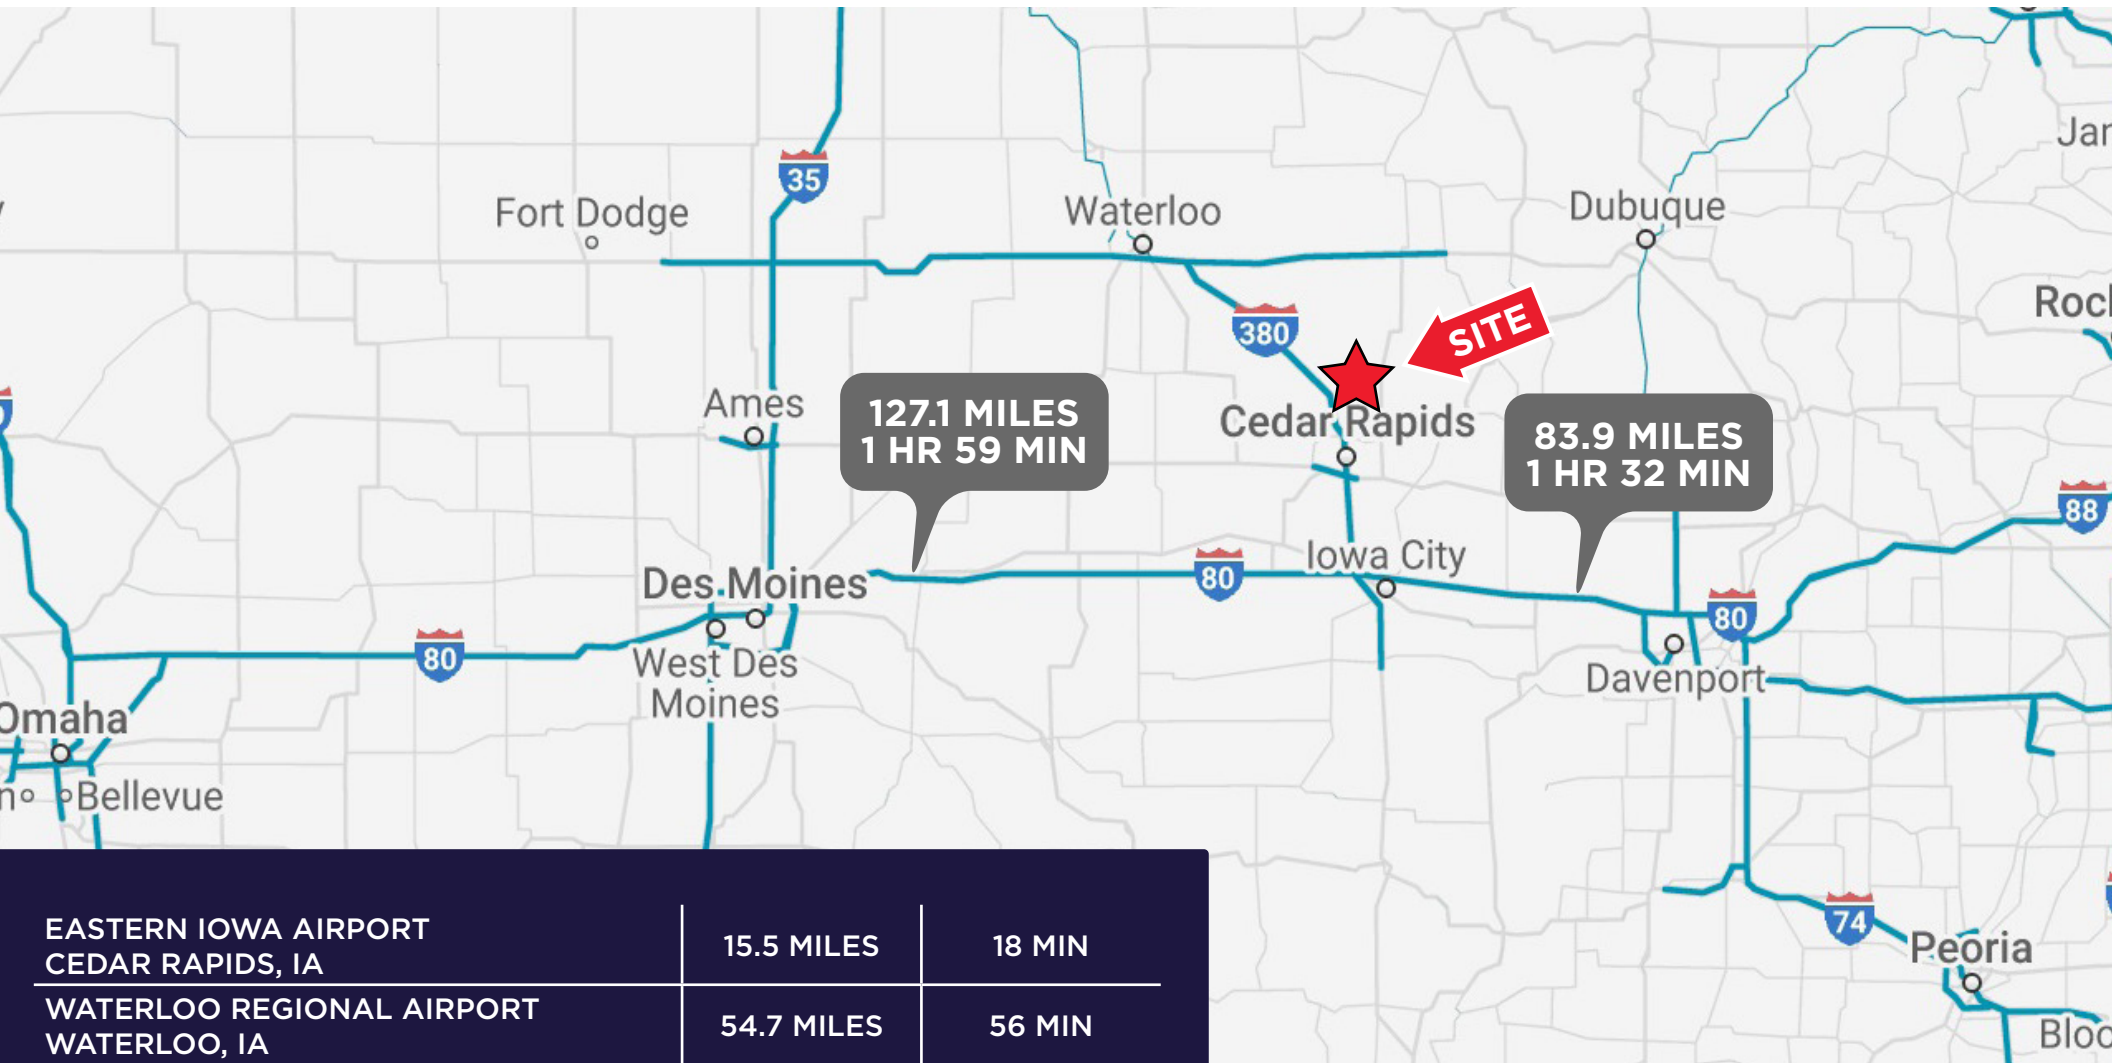 35
Fort Dodge
Waterloo
Dubuque
380
SITE
Ames
127.1 MILES
1 HR 59 MIN
Cedar Rapids
83.9 MILES
1 HR 32 MIN
88
Iowa City
80
Des Moines
80
80
West Des
Moines
Davenport
Omaha
Bellevue
74
Peoria
EASTERN IOWA AIRPORT
CEDAR RAPIDS, IA
15.5 MILES
18 MIN
WATERLOO REGIONAL AIRPORT
WATERLOO, IA
54.7 MILES
56 MIN